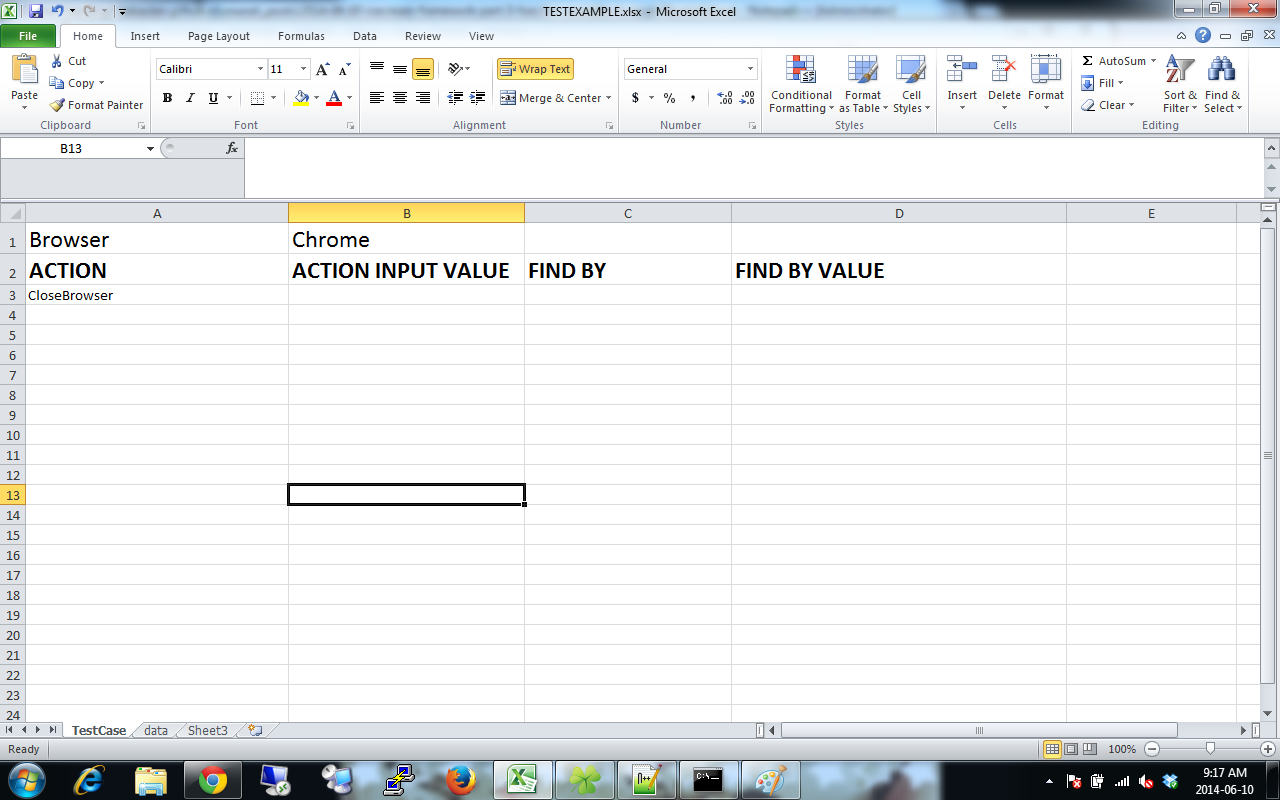 TESTEXAMPLE.xlsx - Microsoft Excel
File Home Insert Page Layout Formulas Data Review View
Paste Cut Copy Format Painter
Calibri 11 Wrap Text General
B I U Merge & Center $ % ,
Conditional Formatting Format as Table Cell Styles Insert Delete Format
Σ AutoSum Fill Clear Sort & Filter Find & Select
Clipboard Font Alignment Number Styles Cells Editing
B13 fx
A B C D E
1 Browser Chrome
2 ACTION ACTION INPUT VALUE FIND BY FIND BY VALUE
3 CloseBrowser
4
5
6
7
8
9
10
11
12
13
14
15
16
17
18
19
20
21
22
23
24
TestCase data Sheet3
Ready 100%
9:17 AM
2014-06-10